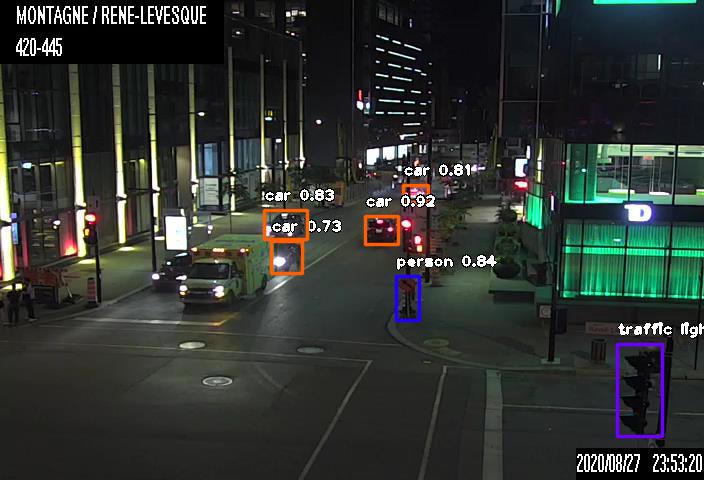 MONTAGNE / RENE-LEVESQUE
420-445
car 0.81
car 0.83
car 0.92
car 0.73
person 0.84
TD
traffic ligh
2020/08/27 23:53:20